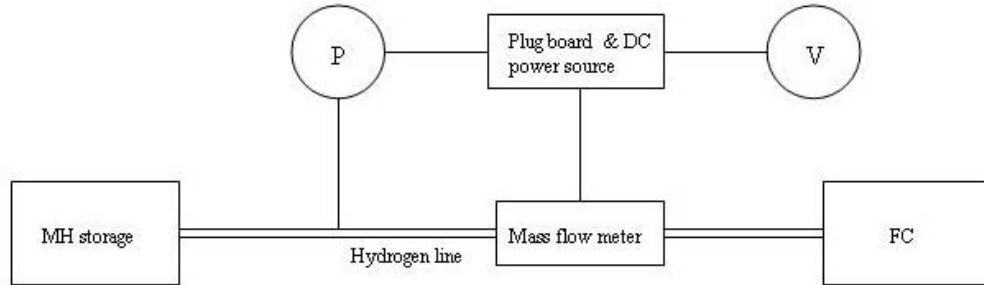 P
Plug board & DC
power source
V
MH storage
Hydrogen line
Mass flow meter
FC